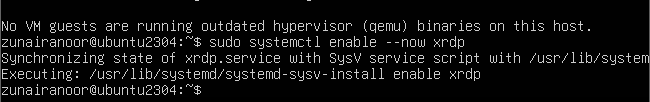 No VM guests are running outdated hypervisor (qemu) binaries on this host.
zunairanoor@ubuntu2304:~$ sudo systemctl enable --now xrdp
Synchronizing state of xrdp.service with SysV service script with /usr/lib/system
Executing: /usr/lib/systemd/systemd-sysv-install enable xrdp
zunairanoor@ubuntu2304:~$